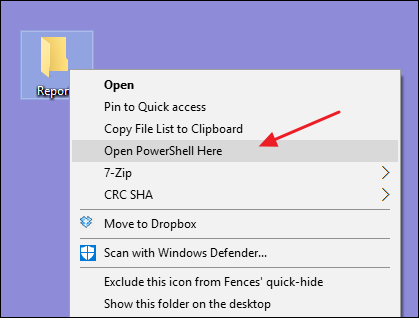 Repor
Open
Pin to Quick access
Copy File List to Clipboard
Open PowerShell Here
7-Zip
CRC SHA
Move to Dropbox
Scan with Windows Defender...
Exclude this icon from Fences' quick-hide
Show this folder on the desktop